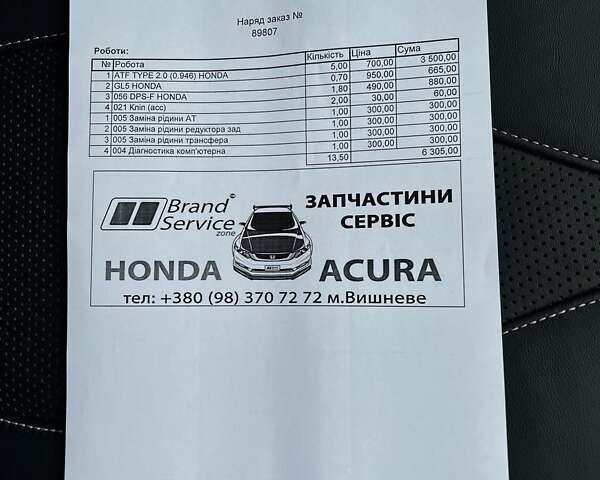 Наряд заказ №
89807
Роботи:
№ Робота Кількість Ціна Сума
1 ATF TYPE 2.0 (0.946) HONDA 5,00 700,00 3 500,00
2 GL5 HONDA 0,70 950,00 665,00
3 056 DPS-F HONDA 1,80 490,00 880,00
4 021 Кліп (acc) 2,00 30,00 60,00
1 005 Заміна рідини АТ 1,00 300,00 300,00
2 005 Заміна рідини редуктора зад 1,00 300,00 300,00
3 005 Заміна рідини трансфера 1,00 300,00 300,00
4 004 Діагностика комп'ютерна 1,00 300,00 300,00
13,50 6 305,00
Brand Service zone
ЗАПЧАСТИНИ
СЕРВІС
HONDA ACURA
тел: +380 (98) 370 72 72 м.Вишневе